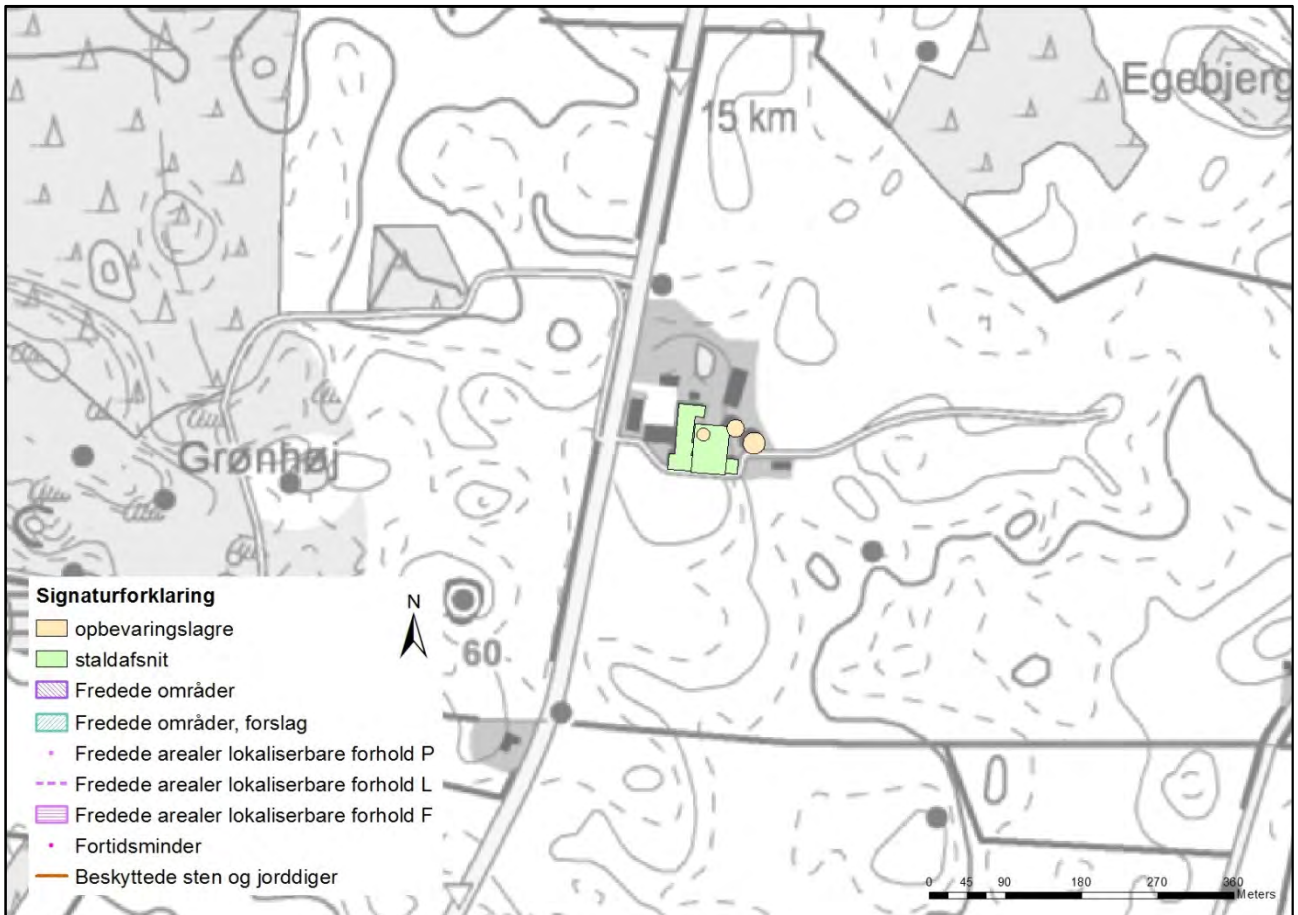 Egebjerg
15 km
Grønhøj
60
Signaturforklaring
opbevaringslagre
staldafsnit
Fredede områder
Fredede områder, forslag
Fredede arealer lokaliserbare forhold P
Fredede arealer lokaliserbare forhold L
Fredede arealer lokaliserbare forhold F
Fortidsminder
Beskyttede sten og jorddiger
N
0 45 90 180 270 360
Meters